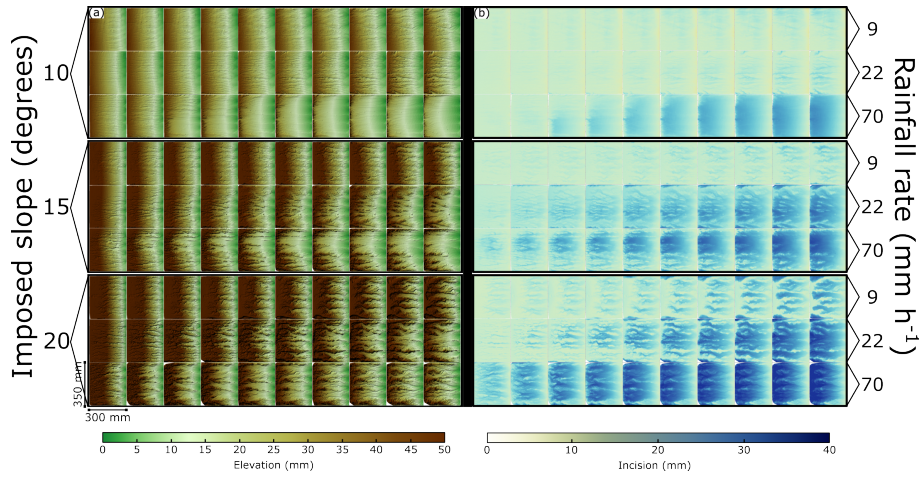 (a)
(b)
Imposed slope (degrees)
10
15
20
9
22
70
9
22
70
9
22
70
Rainfall rate (mm h-1)
350 mm
300 mm
0 5 10 15 20 25 30 35 40 45 50
Elevation (mm)
0 10 20 30 40
Incision (mm)